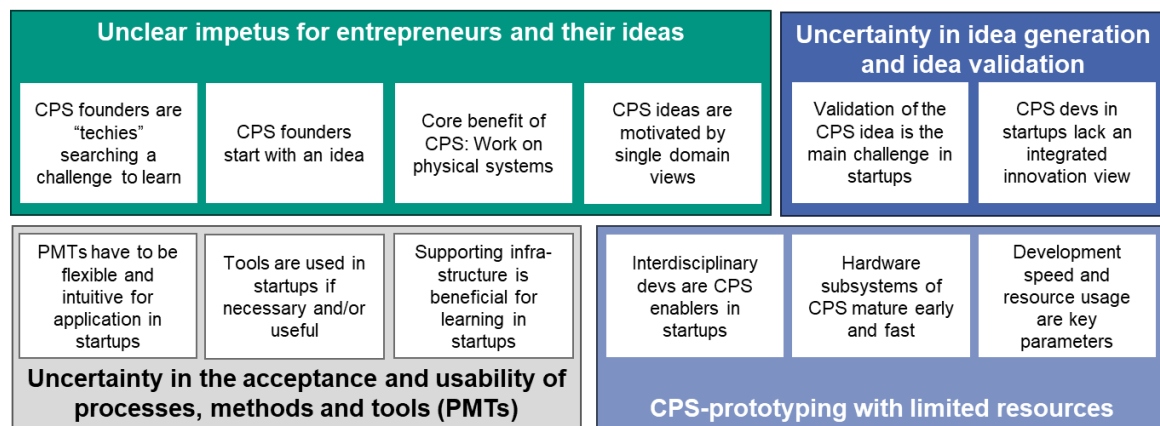 Unclear impetus for entrepreneurs and their ideas
CPS founders are
“techies”
searching a
challenge to learn
CPS founders
start with an idea
Core benefit of
CPS: Work on
physical systems
CPS ideas are
motivated by
single domain
views
Uncertainty in idea generation
and idea validation
Validation of the
CPS idea is the
main challenge in
startups
CPS devs in
startups lack an
integrated
innovation view
PMTs have to be
flexible and
intuitive for
application in
startups
Tools are used in
startups if
necessary and/or
useful
Supporting infra-
structure is
beneficial for
learning in
startups
Uncertainty in the acceptance and usability of
processes, methods and tools (PMTs)
Interdisciplinary
devs are CPS
enablers in
startups
Hardware
subsystems of
CPS mature early
and fast
Development
speed and
resource usage
are key
parameters
CPS-prototyping with limited resources